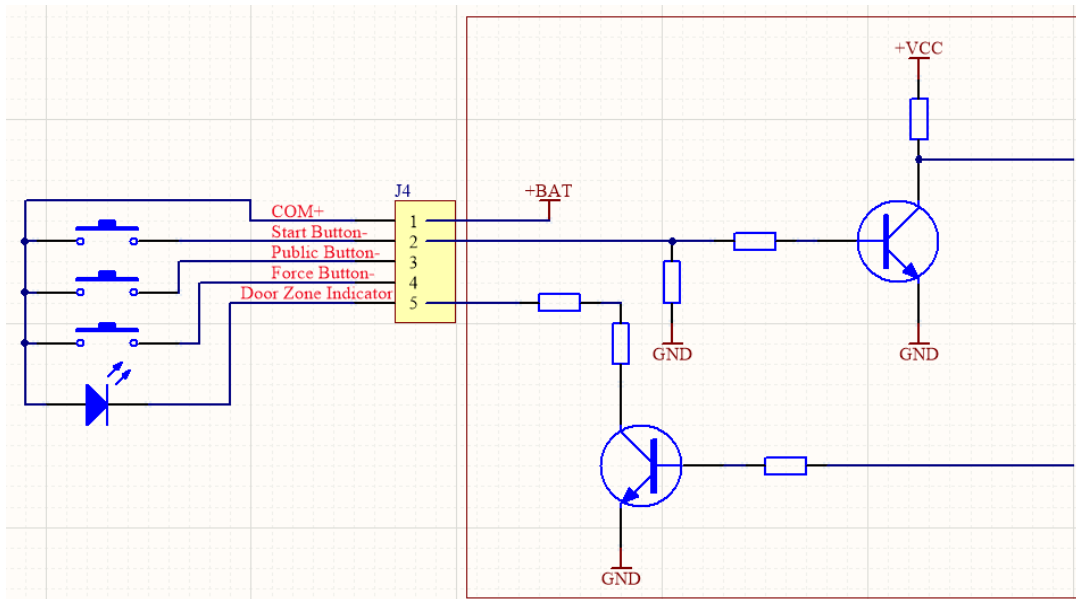 +VCC
J4
+BAT
COM+
1
Start Button-
2
Public Button-
3
Force Button-
4
Door Zone Indicator
5
GND
GND
GND